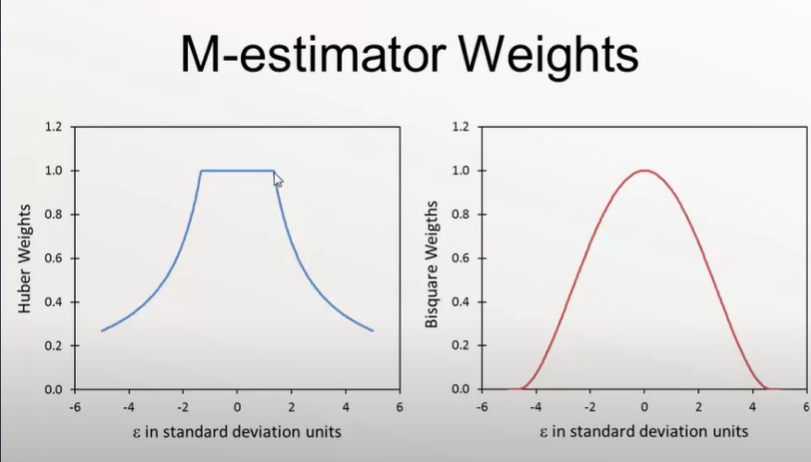 M-estimator Weights
Huber Weights
1.2
1.0
0.8
0.6
0.4
0.2
0.0
-6 -4 -2 0 2 4 6
ε in standard deviation units
Bisquare Weigths
1.2
1.0
0.8
0.6
0.4
0.2
0.0
-6 -4 -2 0 2 4 6
ε in standard deviation units